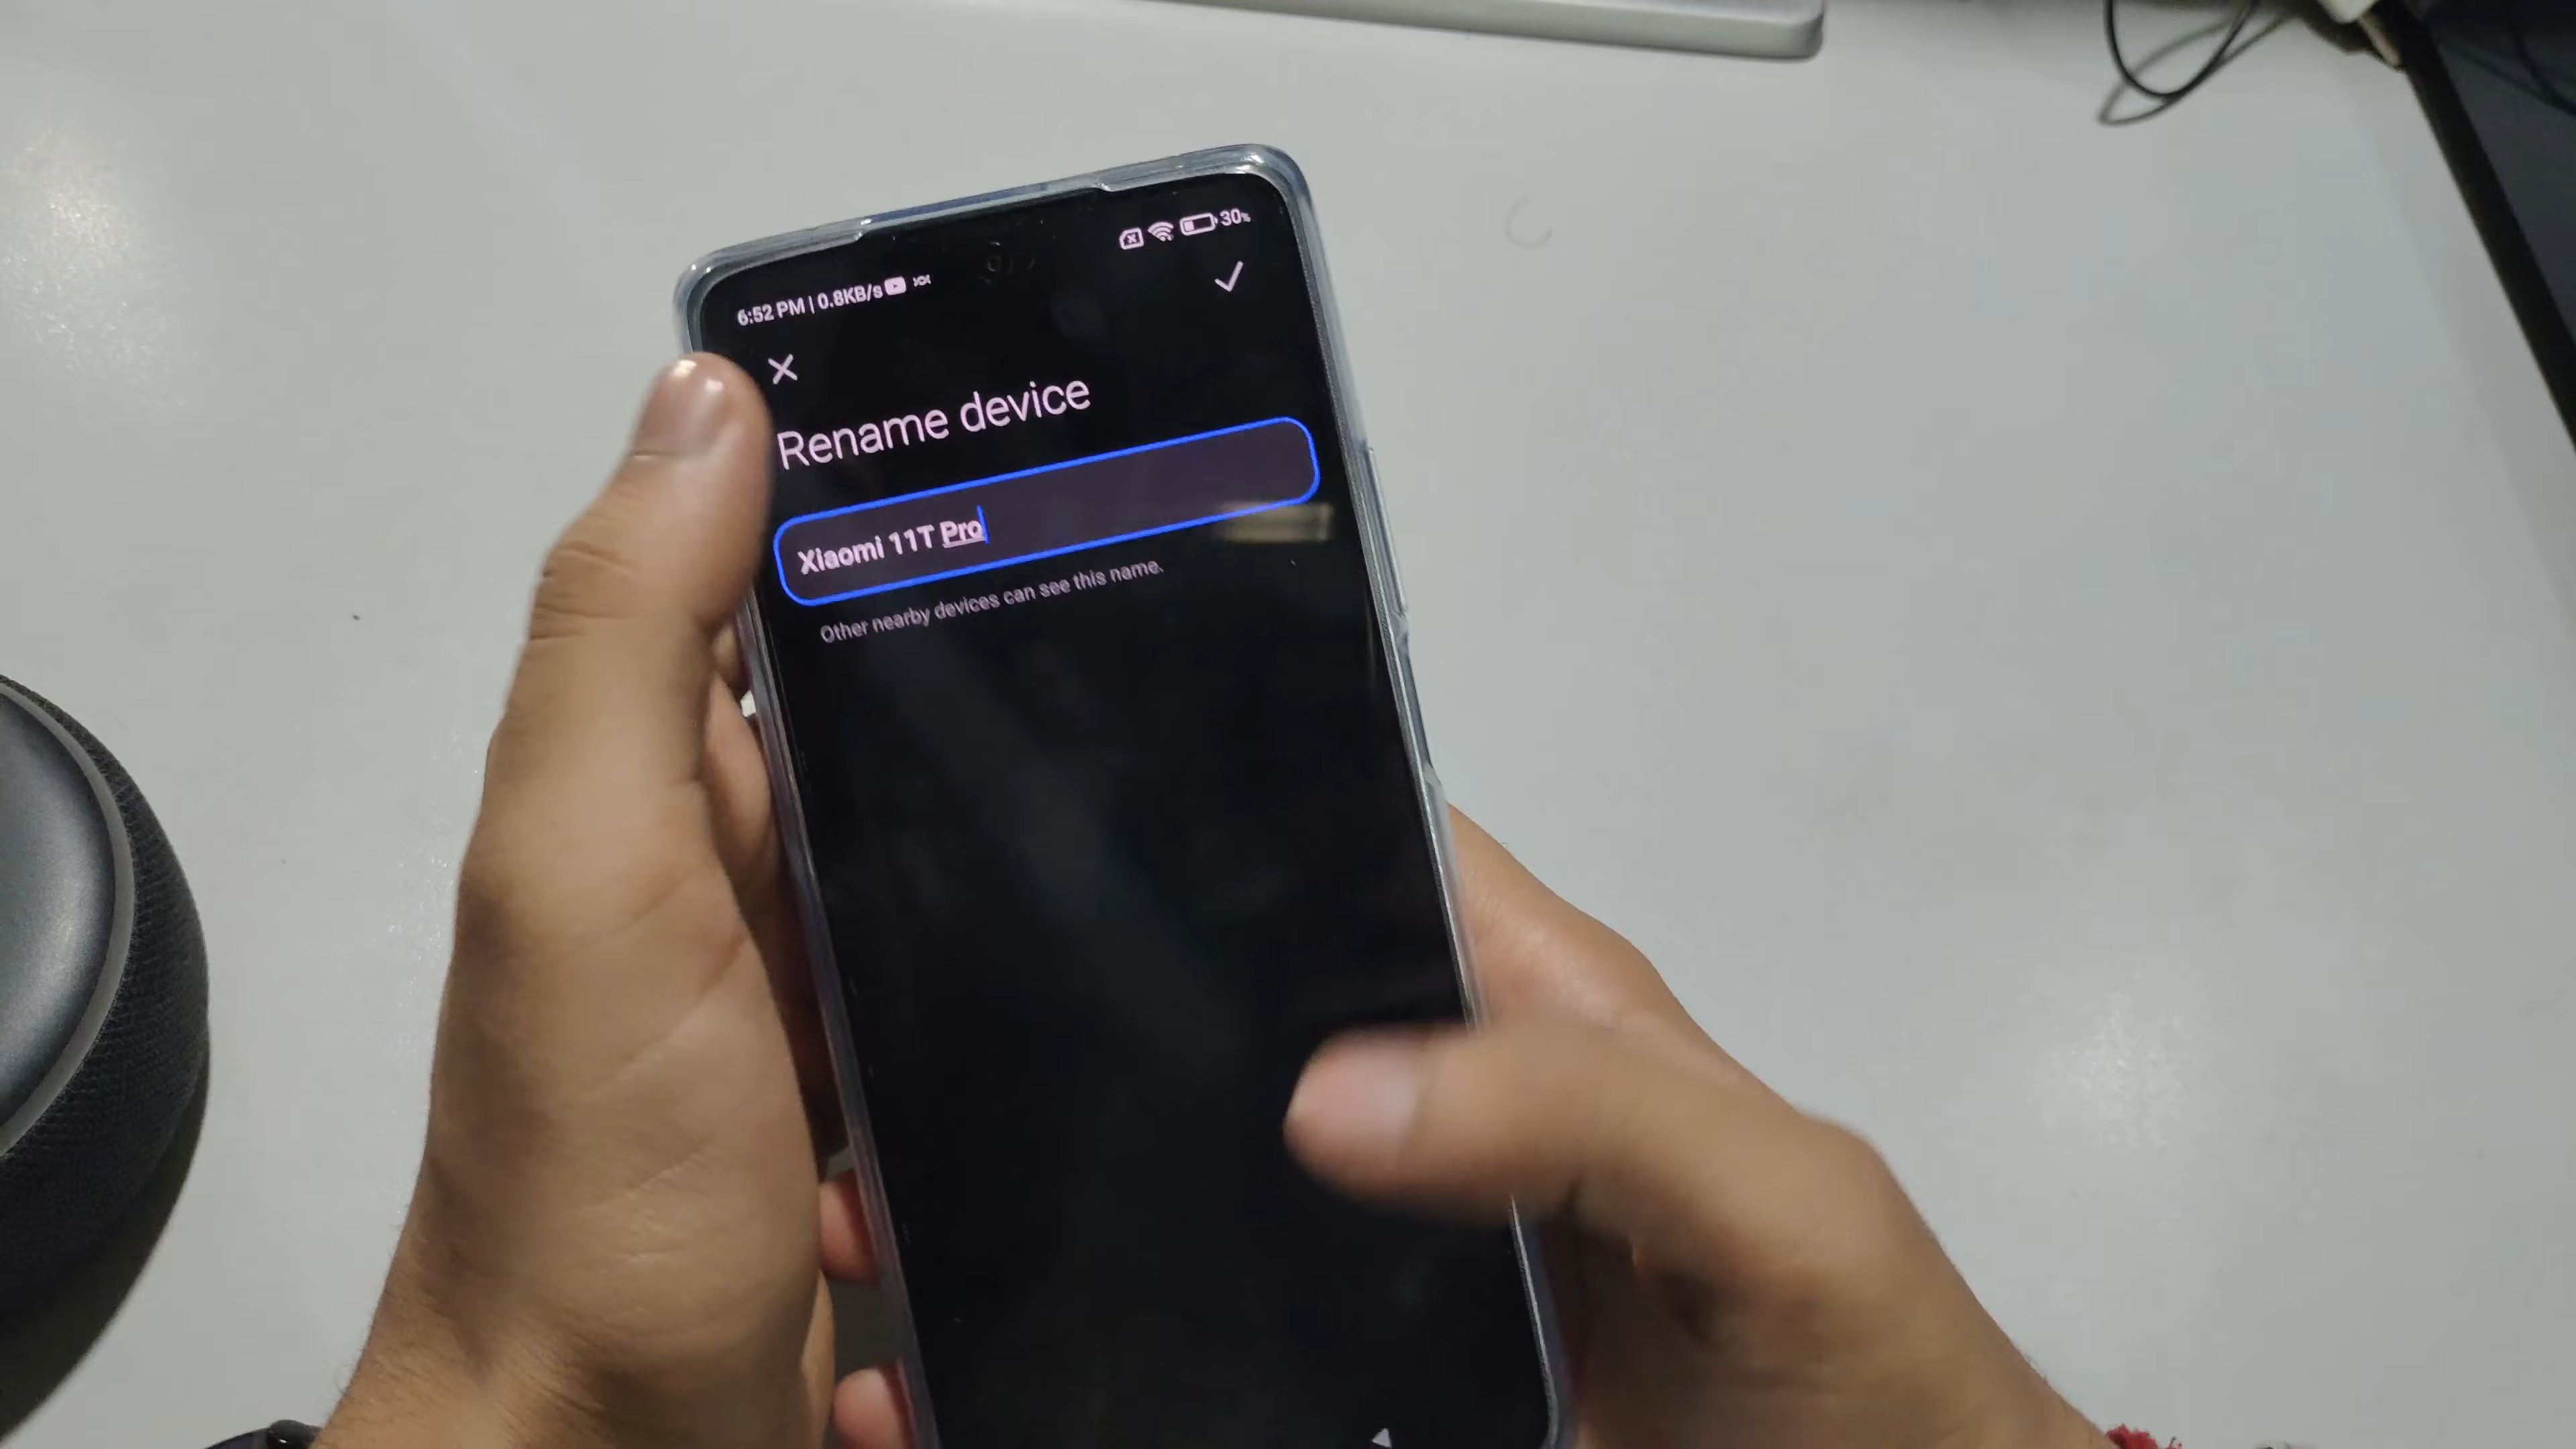 6:52 PM | 0.8KB/s
30%
Rename device
Xiaomi 11T Pro
Other nearby devices can see this name.